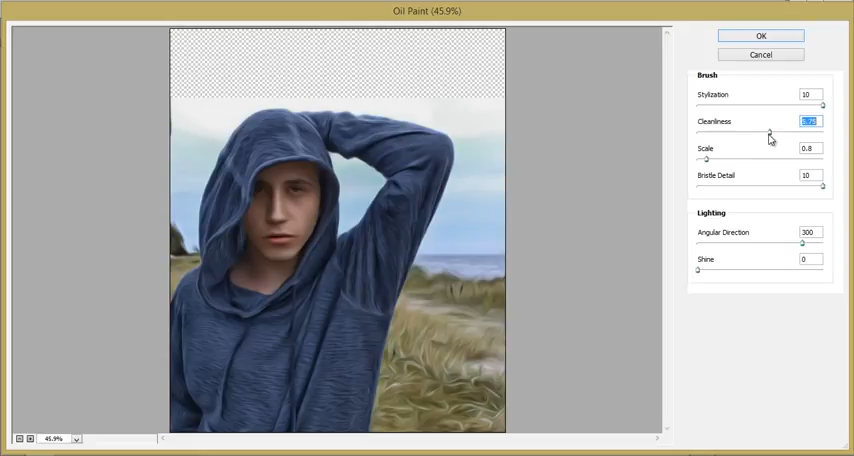 Oil Paint (45.9%)
OK
Cancel
Brush
Stylization 10
Cleanliness
Scale 0.8
Bristle Detail 10
Lighting
Angular Direction 300
Shine 0
45.9%